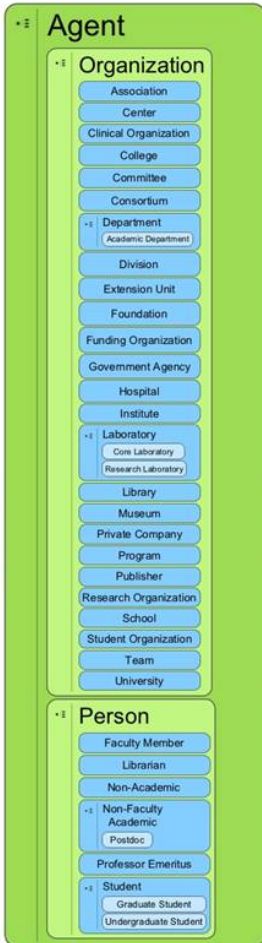 Agent
Organization
Association
Center
Clinical Organization
College
Committee
Consortium
Department
Academic Department
Division
Extension Unit
Foundation
Funding Organization
Government Agency
Hospital
Institute
Laboratory
Core Laboratory
Research Laboratory
Library
Museum
Private Company
Program
Publisher
Research Organization
School
Student Organization
Team
University
Person
Faculty Member
Librarian
Non-Academic
Non-Faculty
Academic
Postdoc
Professor Emeritus
Student
Graduate Student
Undergraduate Student